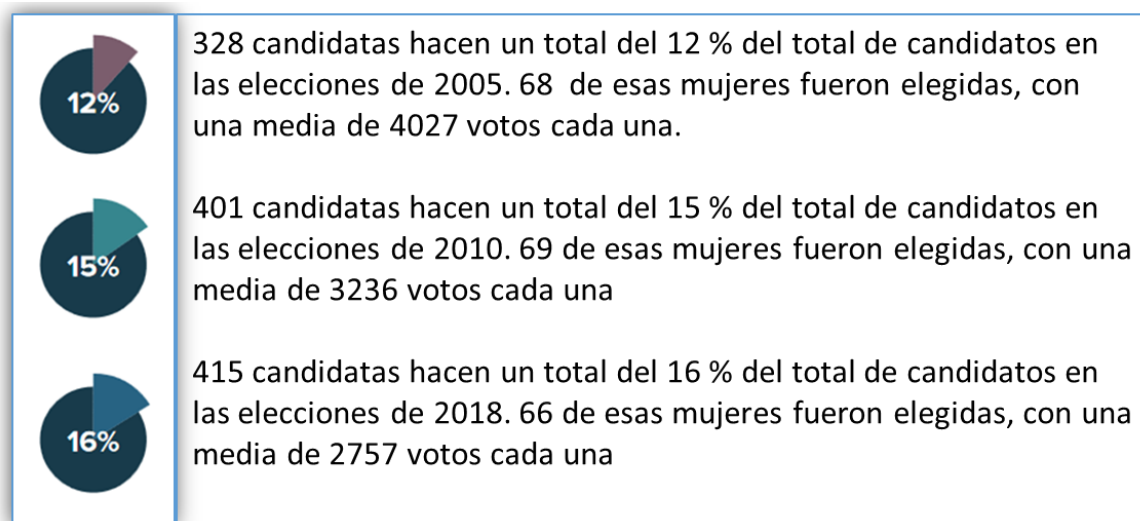 12%
328 candidatas hacen un total del 12 % del total de candidatos en
las elecciones de 2005. 68 de esas mujeres fueron elegidas, con
una media de 4027 votos cada una.
15%
401 candidatas hacen un total del 15 % del total de candidatos en
las elecciones de 2010. 69 de esas mujeres fueron elegidas, con una
media de 3236 votos cada una
16%
415 candidatas hacen un total del 16 % del total de candidatos en
las elecciones de 2018. 66 de esas mujeres fueron elegidas, con una
media de 2757 votos cada una